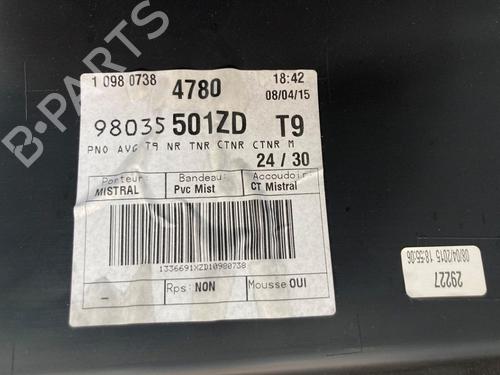 1 0980738
4780
18:42
08/04/15
98035 501ZD T9
PNO AVG T9 NR TNR CTNR CTNR M
24 / 30
Porteur
MISTRAL
Bandeau:
Pvc Mist
Accoudoir
CT Mistral
1336691XZD10980738
–
Rps: NON
Mousse OUI
29227
08/04/2015 18:55:06
B-PARTS